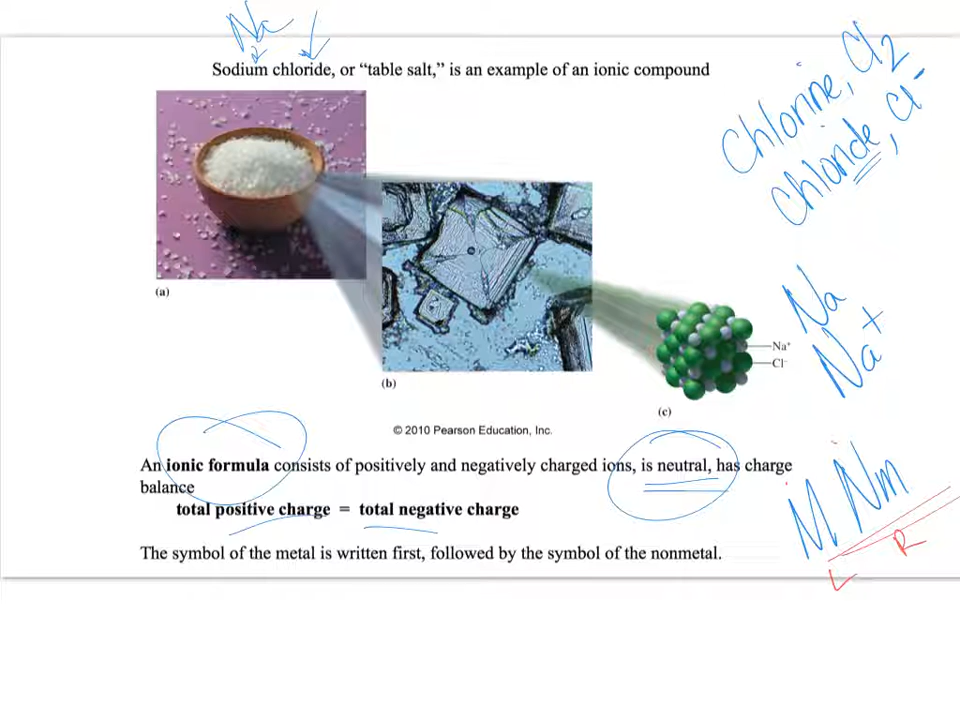 Na
Sodium chloride, or “table salt,” is an example of an ionic compound
Chlorine, Cl2
Chloride, Cl-
(a)
Na
Na+
Na+
Cl-
(b)
(c)
© 2010 Pearson Education, Inc.
An ionic formula consists of positively and negatively charged ions, is neutral, has charge
balance
total positive charge = total negative charge
The symbol of the metal is written first, followed by the symbol of the nonmetal.
M Nm
L R